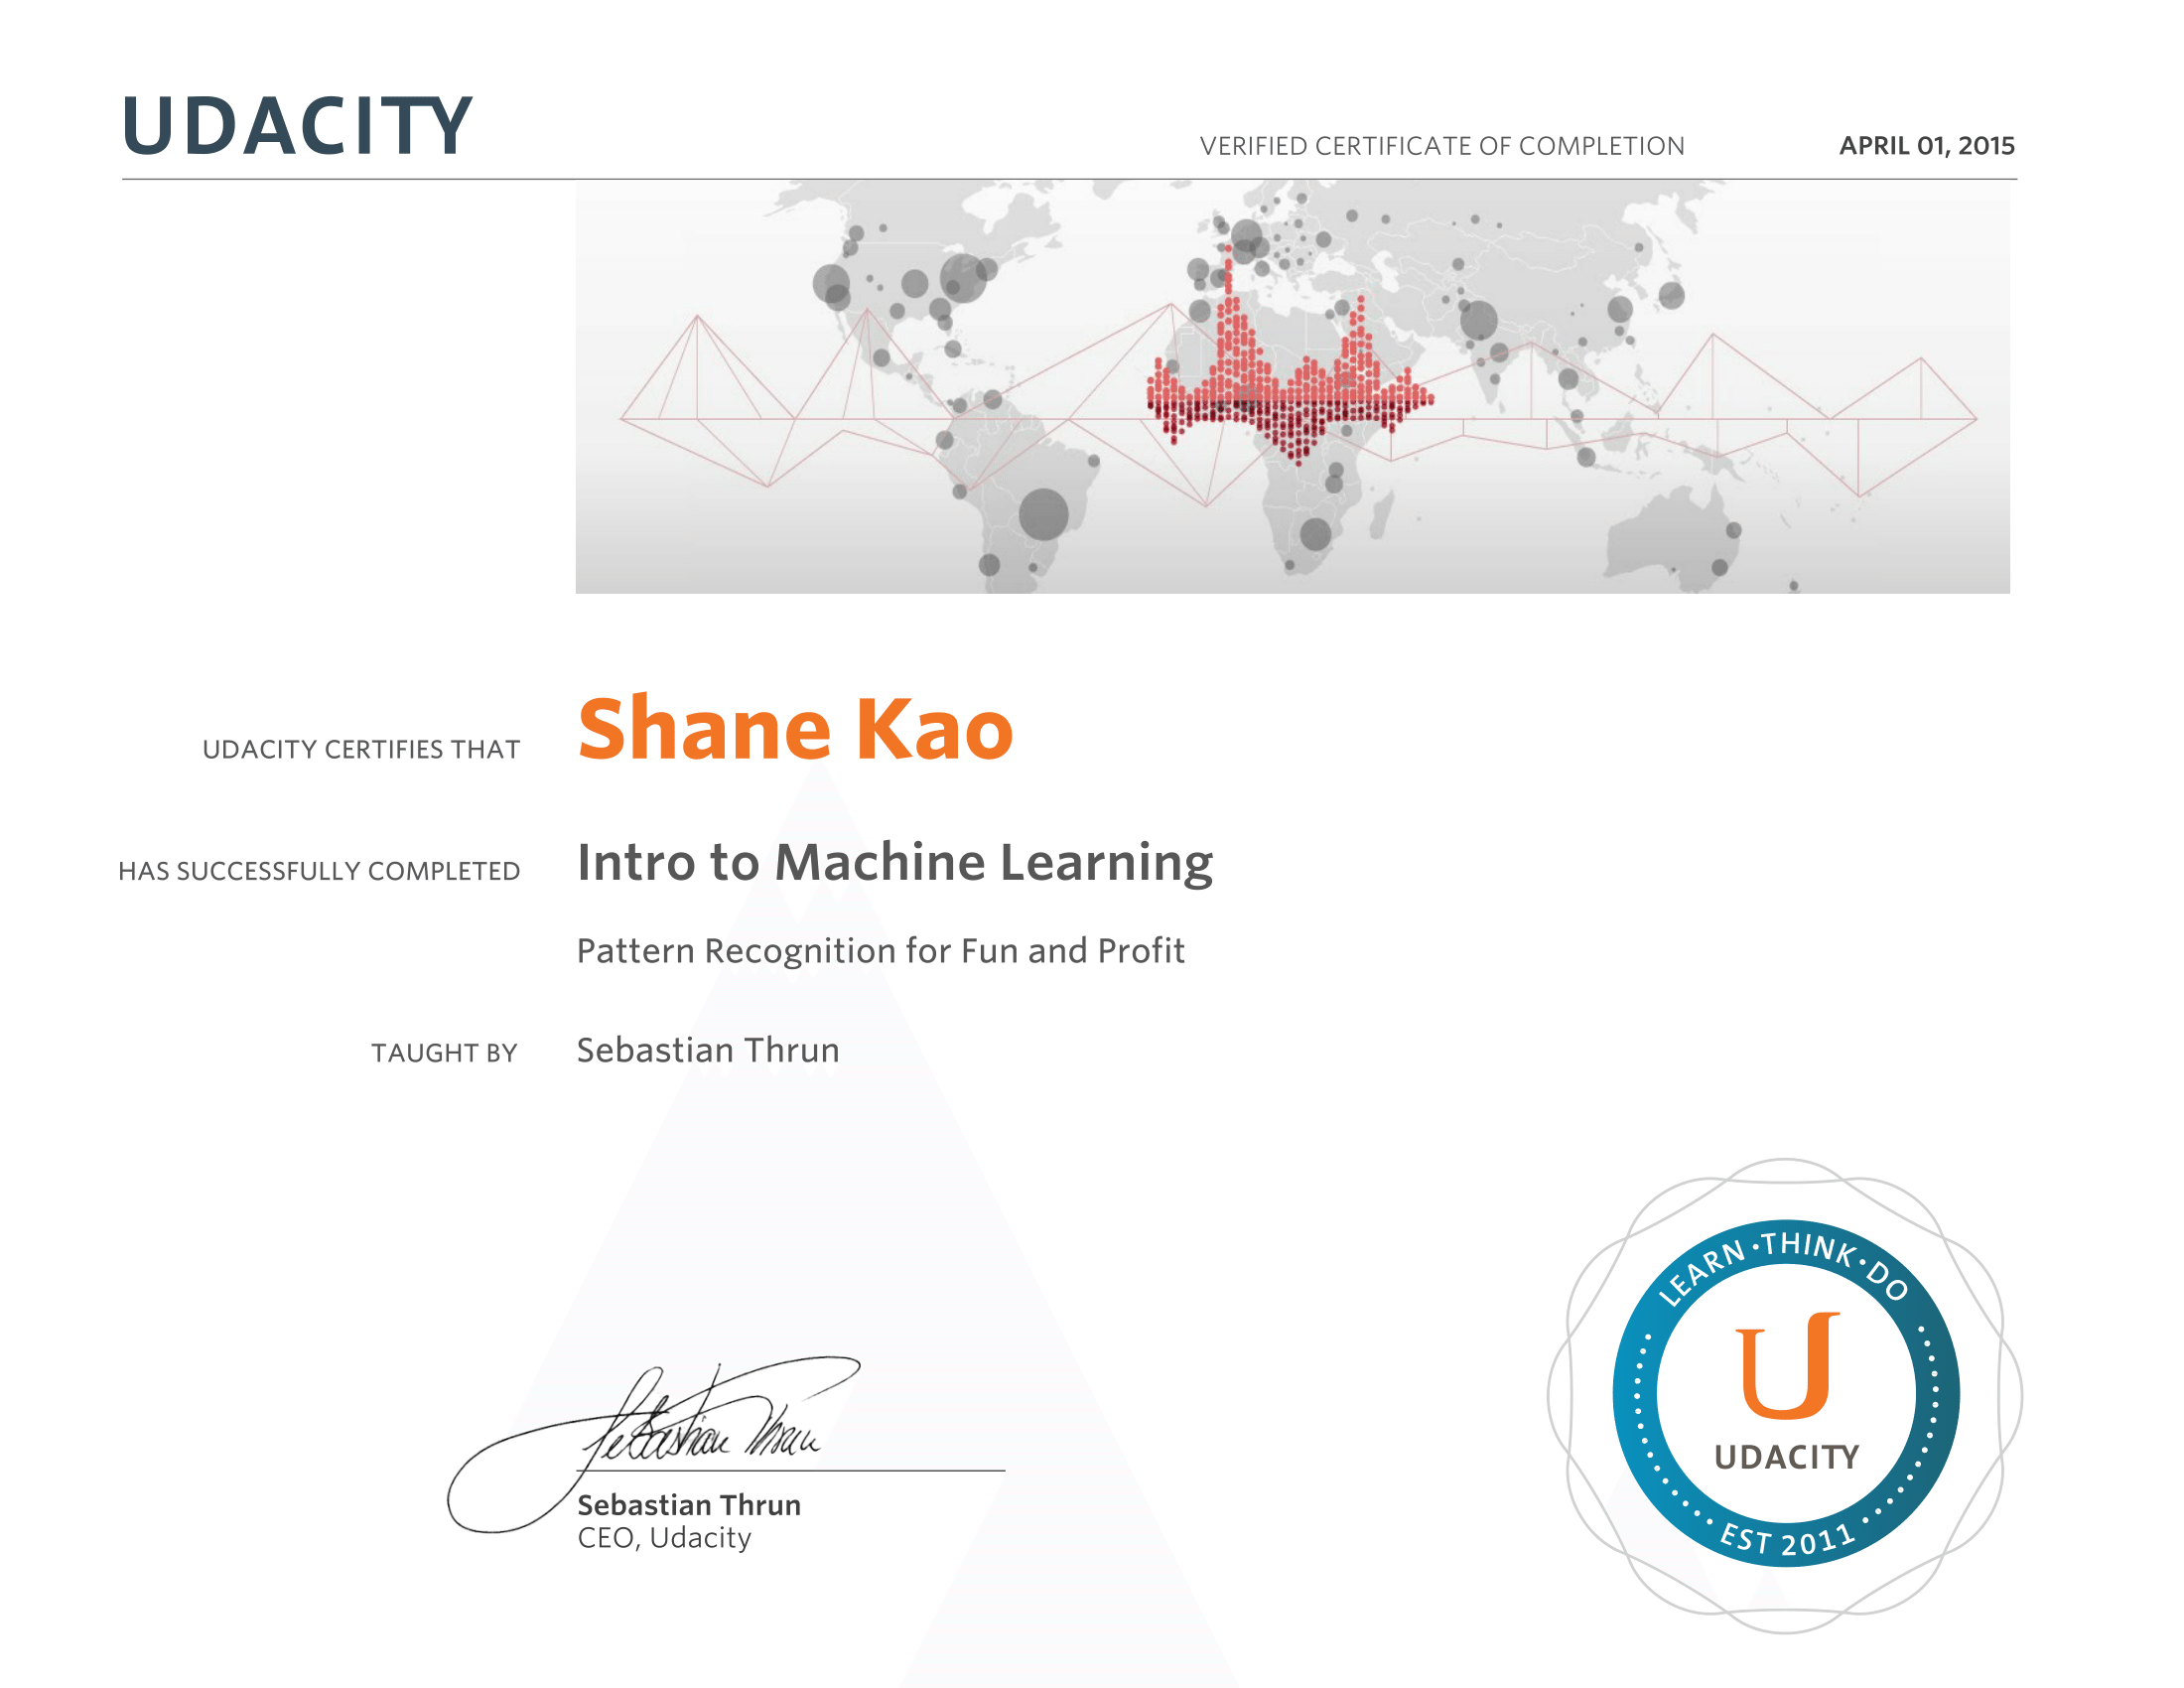 UDACITY
VERIFIED CERTIFICATE OF COMPLETION
APRIL 01, 2015
UDACITY CERTIFIES THAT
Shane Kao
HAS SUCCESSFULLY COMPLETED
Intro to Machine Learning
Pattern Recognition for Fun and Profit
TAUGHT BY
Sebastian Thrun
Sebastian Thrun
Sebastian Thrun
CEO, Udacity
LEARN · THINK · DO
U
UDACITY
EST 2011